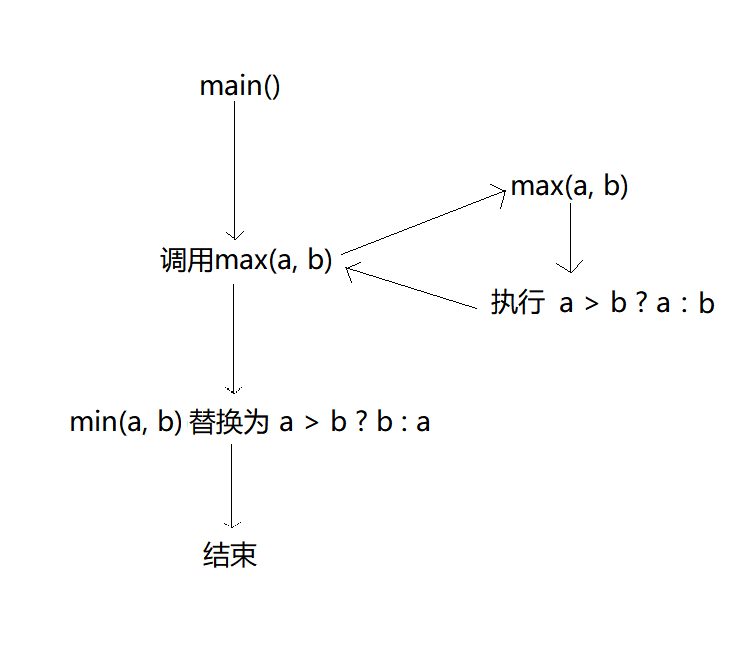 main()
max(a, b)
调用max(a, b)
执行 a > b ? a : b
min(a, b) 替换为 a > b ? b : a
结束